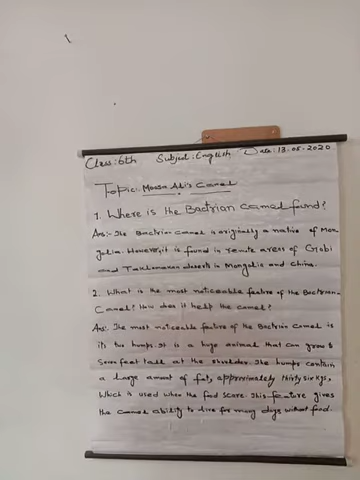 Class: 6th Subject: English Date: 13.05.2020
Topic:- Moosa Ali's Camel
1. Where is the Bactrian Camel found?
Ans:- The Bactrian camel is originally a native of Mon-
golia. However, it is found in remote areas of Gobi
and Taklamakan deserts in Mongolia and China.
2. What is the most noticeable feature of the Bactrian
Camel? How does it help the camel?
Ans:- The most noticeable feature of the Bactrian Camel is
its two humps. It is a huge animal that can grow to
seven feet tall at the shoulder. The humps contain
a large amount of fat, approximately thirty six kgs,
which is used when the food scare. This feature gives
the camel ability to live for many days without food.